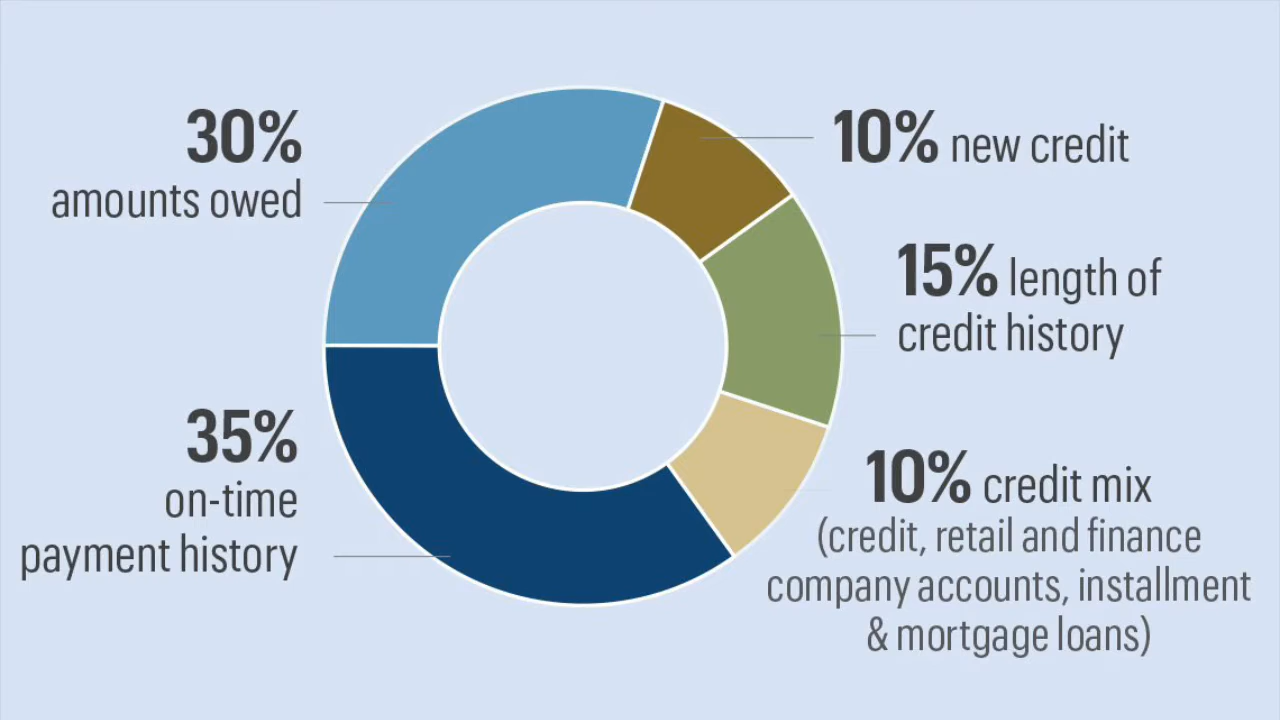 30%
amounts owed
10% new credit
15% length of
credit history
35%
on-time
payment history
10% credit mix
(credit, retail and finance
company accounts, installment
& mortgage loans)